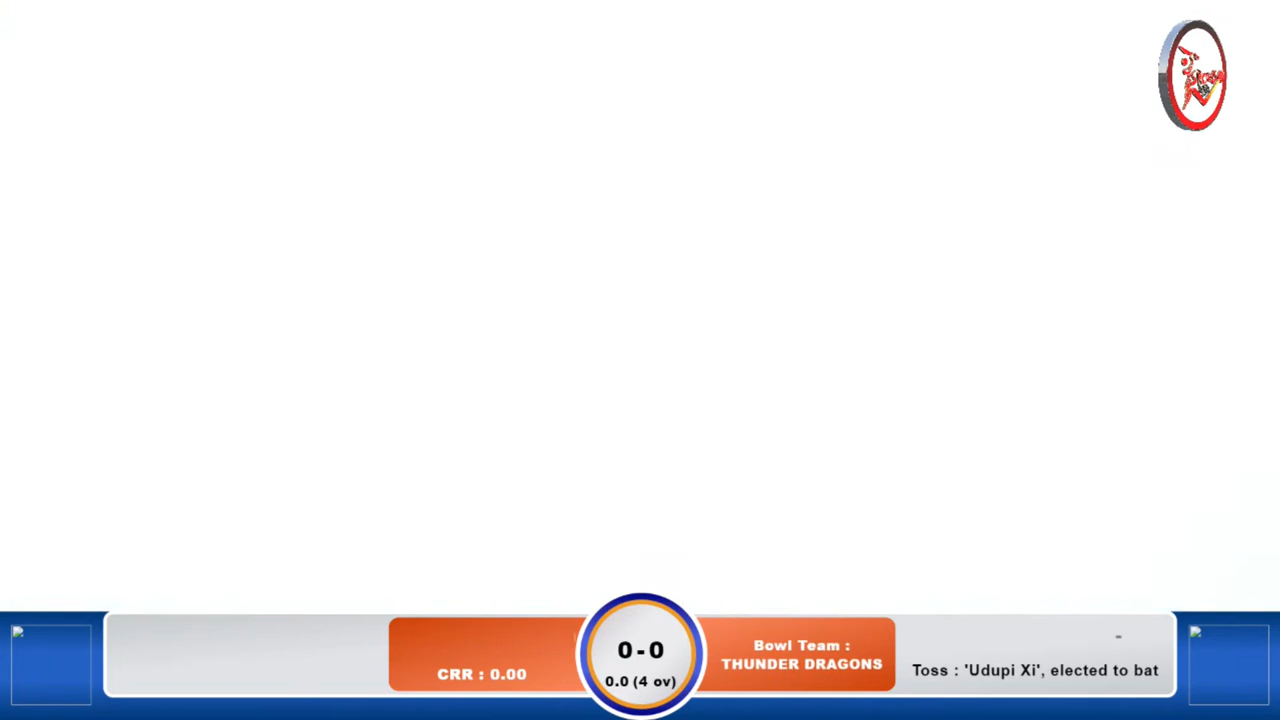 CRR : 0.00
0-0
0.0 (4 ov)
Bowl Team :
THUNDER DRAGONS
-
Toss : 'Udupi Xi', elected to bat